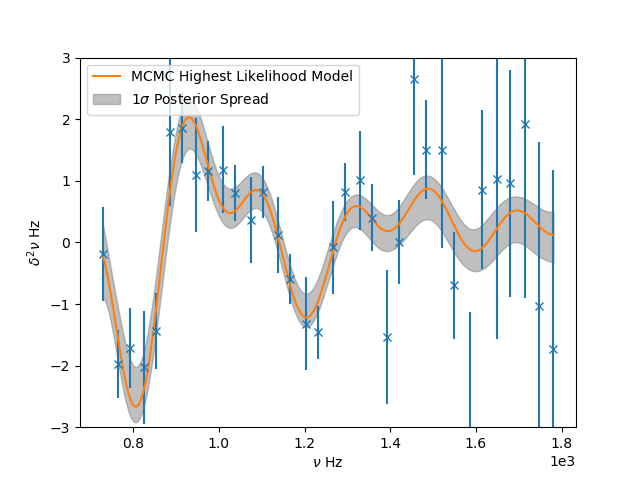 MCMC Highest Likelihood Model
1σ Posterior Spread
3
2
1
0
−1
−2
−3
δ²ν Hz
0.8
1.0
1.2
1.4
1.6
1.8
1e3
ν Hz